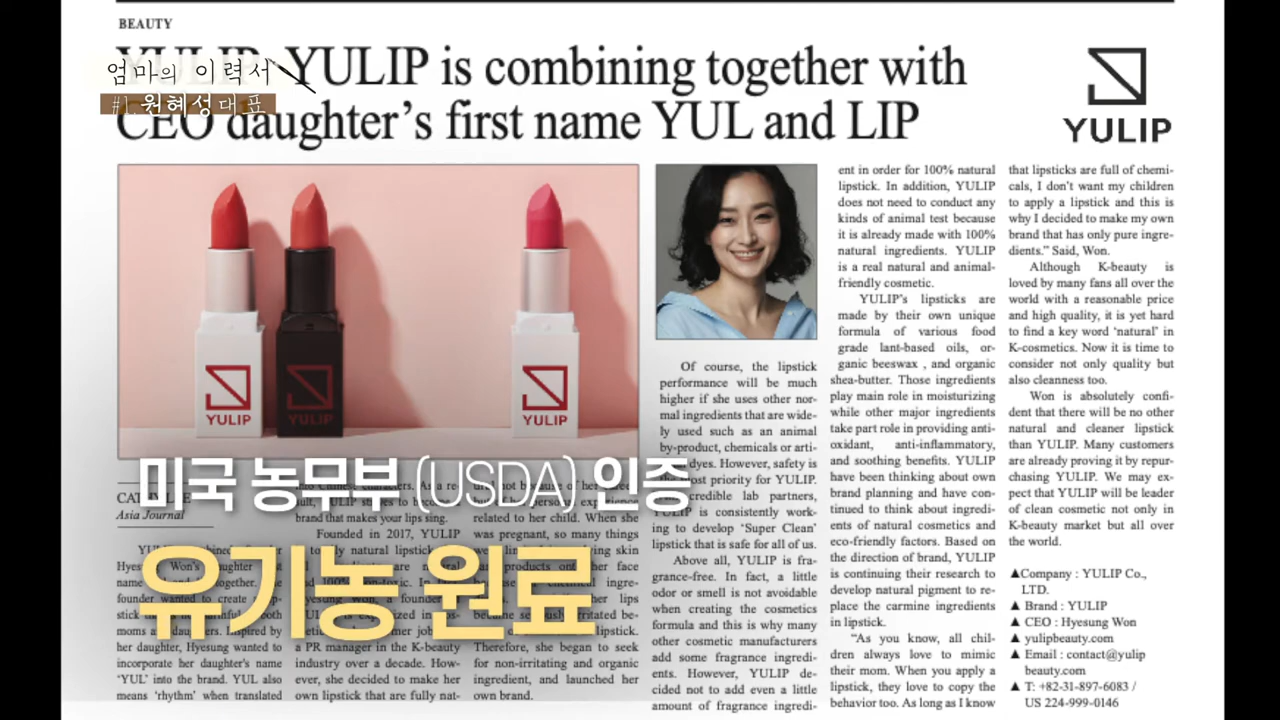 BEAUTY
YULIP: YULIP is combining together with
CEO daughter's first name YUL and LIP
엄마의 이력서
#1. 원혜성 대표
YULIP
YULIP
YULIP
YULIP
미국 농무부 (USDA) 인증
유기농 원료
Asia Journal
her daughter, Hyesung wanted to
incorporate her daughter's name
'YUL' into the brand. YUL also
means 'rhythm' when translated
brand that makes your lips sing.
Founded in 2017, YULIP
a PR manager in the K-beauty
industry over a decade. How-
ever, she decided to make her
own lipstick that are fully nat-
related to her child. When she
was pregnant, so many things
Therefore, she began to seek
for non-irritating and organic
ingredient, and launched her
own brand.
Of course, the lipstick
performance will be much
higher if she uses other nor-
mal ingredients that are wide-
ly used such as an animal
by-product, chemicals or arti-
dyes. However, safety is
priority for YULIP.
credible lab partners,
YULIP is consistently work-
ing to develop 'Super Clean'
lipstick that is safe for all of us.
Above all, YULIP is fra-
grance-free. In fact, a little
odor or smell is not avoidable
when creating the cosmetics
formula and this is why many
other cosmetic manufacturers
add some fragrance ingredi-
ents. However, YULIP de-
cided not to add even a little
amount of fragrance ingredi-
ent in order for 100% natural
lipstick. In addition, YULIP
does not need to conduct any
kinds of animal test because
it is already made with 100%
natural ingredients. YULIP
is a real natural and animal-
friendly cosmetic.
YULIP's lipsticks are
made by their own unique
formula of various food
grade lant-based oils, or-
ganic beeswax , and organic
shea-butter. Those ingredients
play main role in moisturizing
while other major ingredients
take part role in providing anti-
oxidant, anti-inflammatory,
and soothing benefits. YULIP
have been thinking about own
brand planning and have con-
tinued to think about ingredi-
ents of natural cosmetics and
eco-friendly factors. Based on
the direction of brand, YULIP
is continuing their research to
develop natural pigment to re-
place the carmine ingredients
in lipstick.
"As you know, all chil-
dren always love to mimic
their mom. When you apply a
lipstick, they love to copy the
behavior too. As long as I know
that lipsticks are full of chemi-
cals, I don't want my children
to apply a lipstick and this is
why I decided to make my own
brand that has only pure ingre-
dients." Said, Won.
Although K-beauty is
loved by many fans all over the
world with a reasonable price
and high quality, it is yet hard
to find a key word 'natural' in
K-cosmetics. Now it is time to
consider not only quality but
also cleanness too.
Won is absolutely confi-
dent that there will be no other
natural and cleaner lipstick
than YULIP. Many customers
are already proving it by repur-
chasing YULIP. We may ex-
pect that YULIP will be leader
of clean cosmetic not only in
K-beauty market but all over
the world.
▲Company : YULIP Co.,
LTD.
▲ Brand : YULIP
▲ CEO : Hyesung Won
▲ yulipbeauty.com
▲ Email : contact@yulip
beauty.com
▲ T: +82-31-897-6083 /
US 224-999-0146